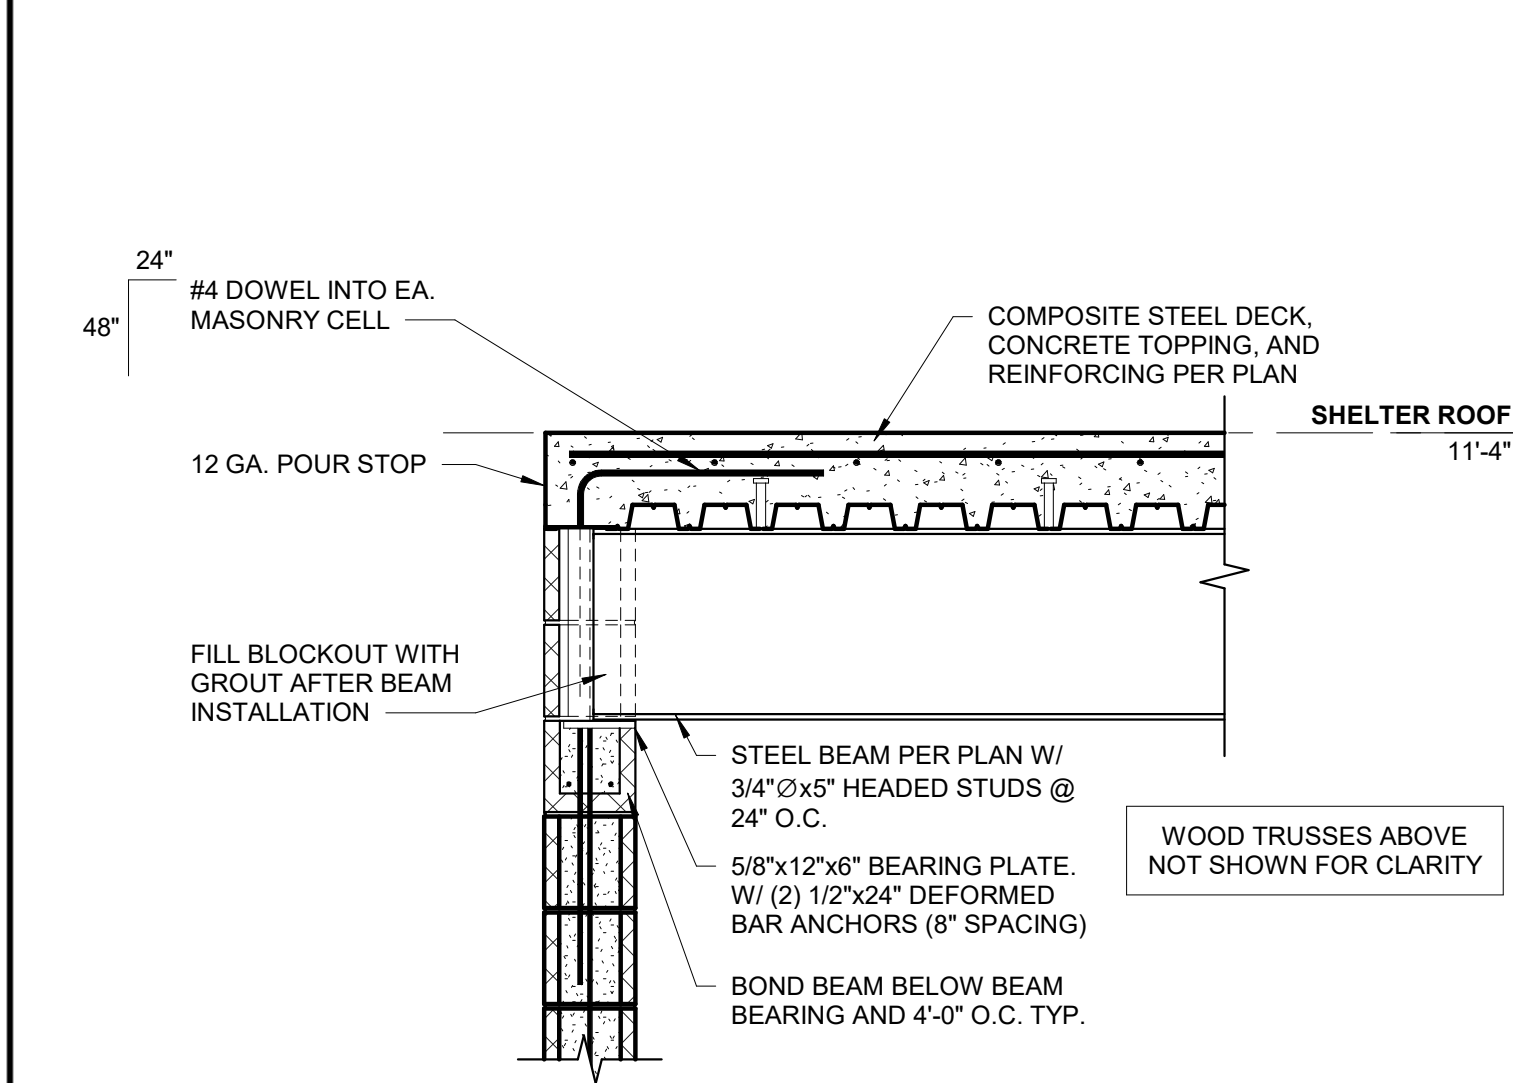 24"
48"
#4 DOWEL INTO EA.
MASONRY CELL
COMPOSITE STEEL DECK,
CONCRETE TOPPING, AND
REINFORCING PER PLAN
SHELTER ROOF
11'-4"
12 GA. POUR STOP
FILL BLOCKOUT WITH
GROUT AFTER BEAM
INSTALLATION
STEEL BEAM PER PLAN W/
3/4"Øx5" HEADED STUDS @
24" O.C.
5/8"x12"x6" BEARING PLATE.
W/ (2) 1/2"x24" DEFORMED
BAR ANCHORS (8" SPACING)
BOND BEAM BELOW BEAM
BEARING AND 4'-0" O.C. TYP.
WOOD TRUSSES ABOVE
NOT SHOWN FOR CLARITY